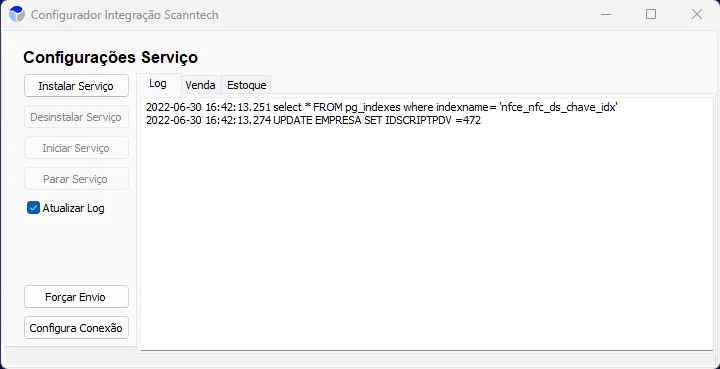 Configurador Integração Scanntech
Configurações Serviço
Instalar Serviço
Desinstalar Serviço
Iniciar Serviço
Parar Serviço
Atualizar Log
Forçar Envio
Configura Conexão
Log Venda Estoque
2022-06-30 16:42:13.251 select * FROM pg_indexes where indexname= 'nfce_nfc_ds_chave_idx'
2022-06-30 16:42:13.274 UPDATE EMPRESA SET IDSCRIPTPDV =472